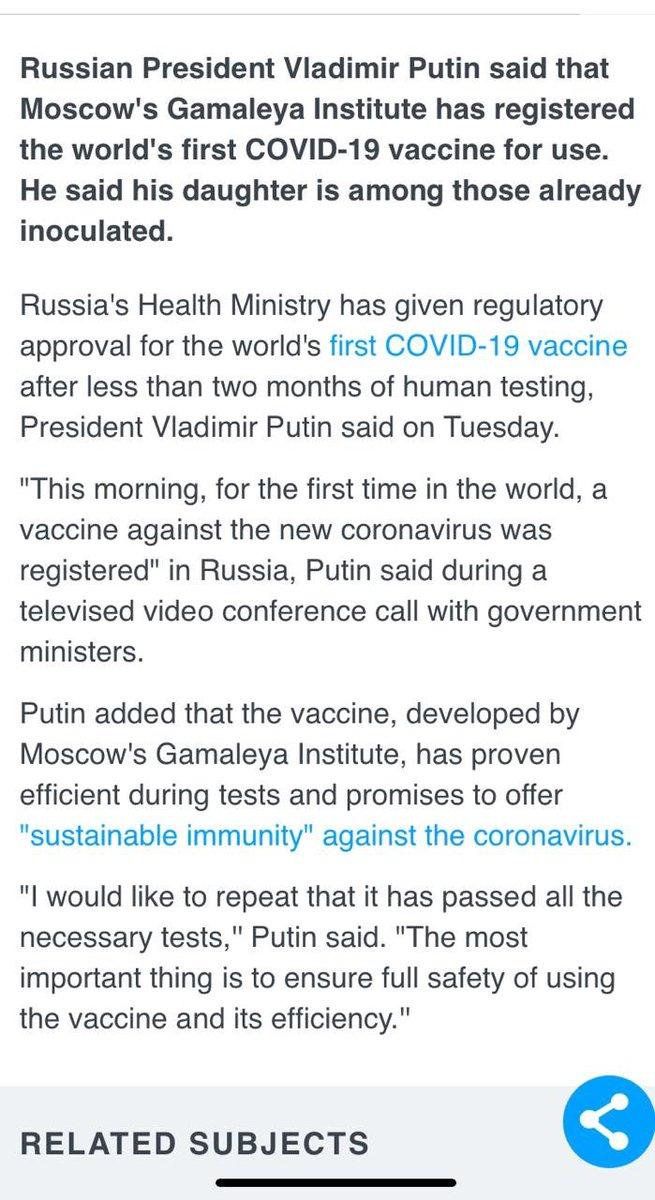 Russian President Vladimir Putin said that
Moscow's Gamaleya Institute has registered
the world's first COVID-19 vaccine for use.
He said his daughter is among those already
inoculated.
Russia's Health Ministry has given regulatory
approval for the world's first COVID-19 vaccine
after less than two months of human testing,
President Vladimir Putin said on Tuesday.
"This morning, for the first time in the world, a
vaccine against the new coronavirus was
registered" in Russia, Putin said during a
televised video conference call with government
ministers.
Putin added that the vaccine, developed by
Moscow's Gamaleya Institute, has proven
efficient during tests and promises to offer
"sustainable immunity" against the coronavirus.
"I would like to repeat that it has passed all the
necessary tests,'' Putin said. "The most
important thing is to ensure full safety of using
the vaccine and its efficiency.''
RELATED SUBJECTS